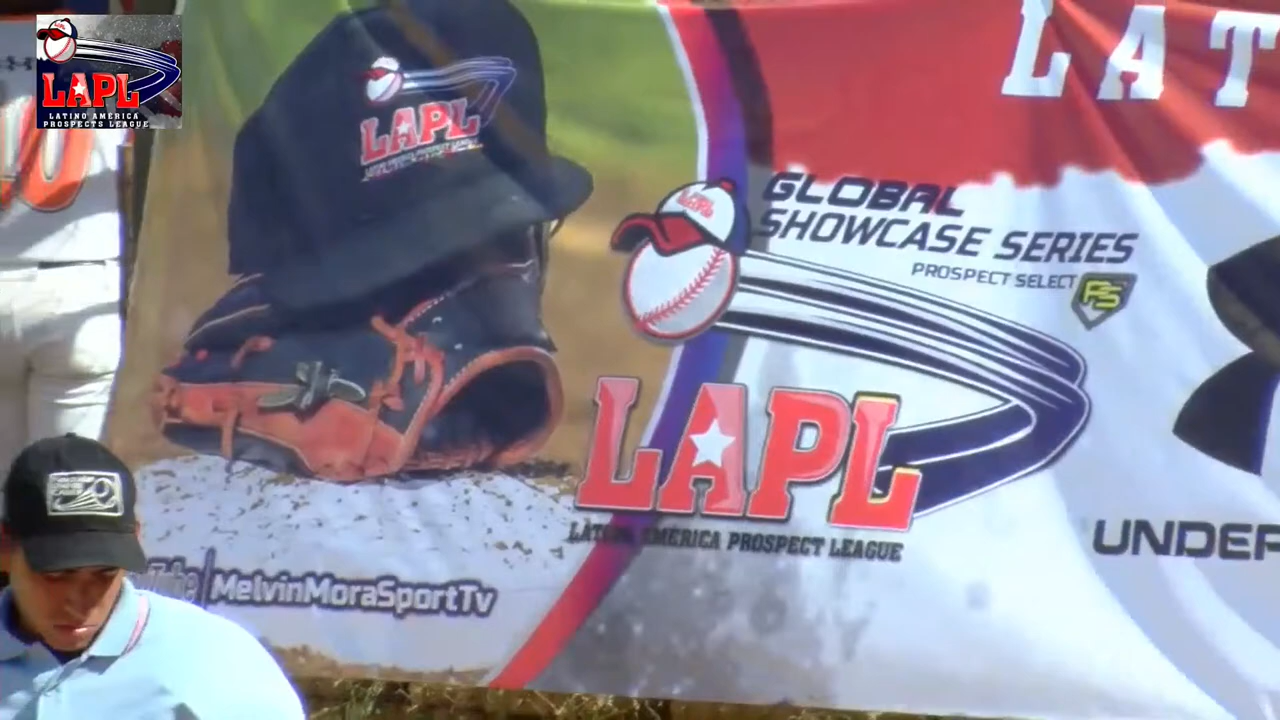 LAPL
LATINO AMERICA
PROSPECTS LEAGUE
LAPL
LAT
GLOBAL
SHOWCASE SERIES
PROSPECT SELECT PS
LAPL
LAPL
LATINO AMERICA PROSPECT LEAGUE
UNDER
MelvinMoraSportTv